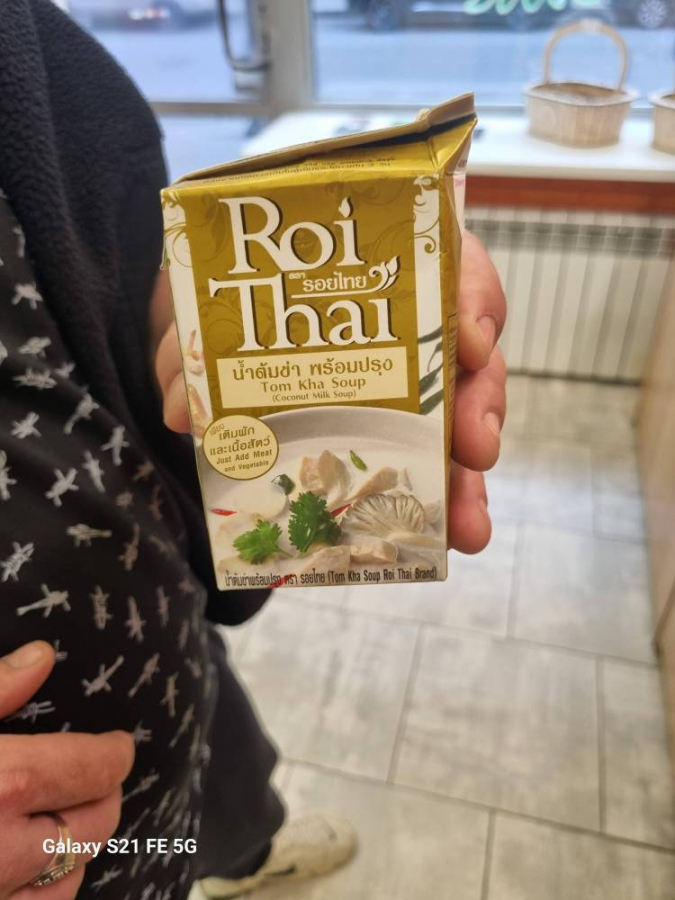 Roi
ตรา
รอยไทย
Thai
น้ำต้มข่า พร้อมปรุง
Tom Kha Soup
(Coconut Milk Soup)
เพียง
เติมผัก
และเนื้อสัตว์
Just Add Meat
and Vegetable
น้ำต้มข่าพร้อมปรุง ตรา รอยไทย (Tom Kha Soup Roi Thai Brand)
Galaxy S21 FE 5G